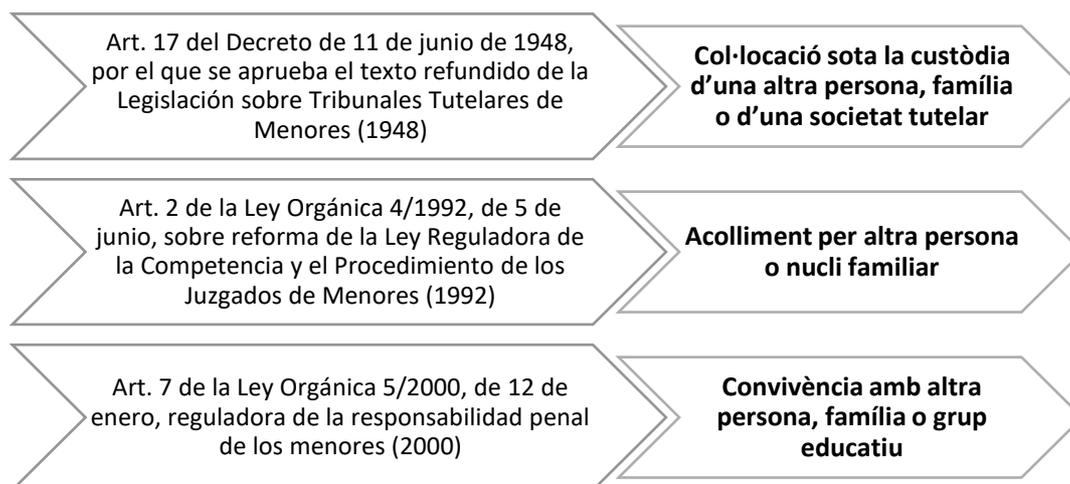 Art. 17 del Decreto de 11 de junio de 1948,
por el que se aprueba el texto refundido de la
Legislación sobre Tribunales Tutelares de
Menores (1948)
Col·locació sota la custòdia
d’una altra persona, família
o d’una societat tutelar
Art. 2 de la Ley Orgánica 4/1992, de 5 de
junio, sobre reforma de la Ley Reguladora de
la Competencia y el Procedimiento de los
Juzgados de Menores (1992)
Acolliment per altra persona
o nucli familiar
Art. 7 de la Ley Orgánica 5/2000, de 12 de
enero, reguladora de la responsabilidad penal
de los menores (2000)
Convivència amb altra
persona, família o grup
educatiu